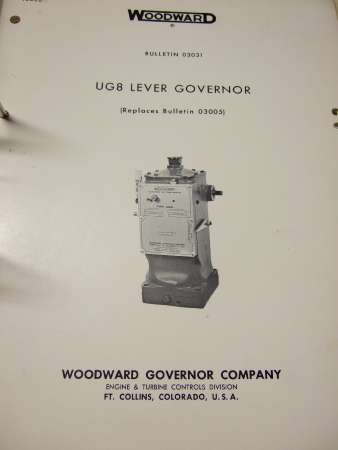 WOODWARD
BULLETIN 03031
UG8 LEVER GOVERNOR
(Replaces Bulletin 03005)
WOODWARD GOVERNOR COMPANY
ENGINE & TURBINE CONTROLS DIVISION
FT. COLLINS, COLORADO, U.S.A.